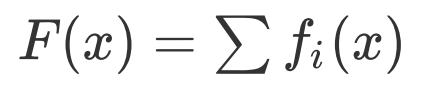 F(x) = ∑ fᵢ(x)